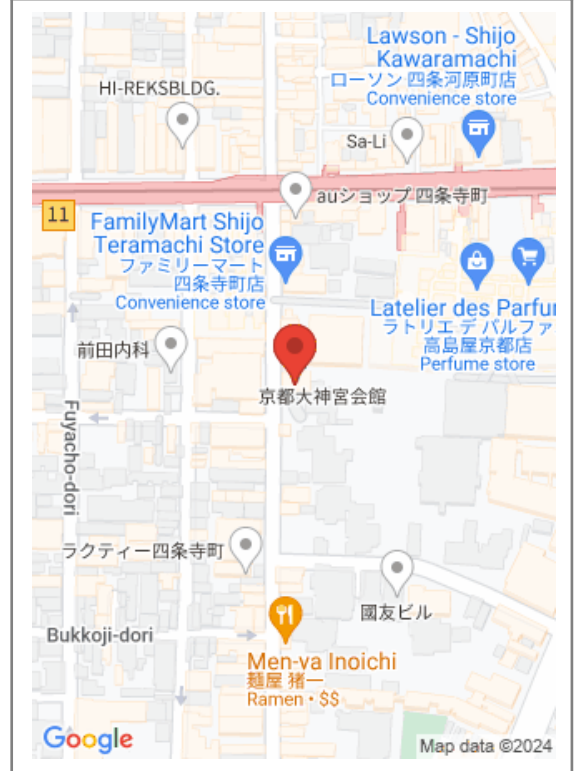 Lawson - Shijo
Kawaramachi
ローソン 四条河原町店
Convenience store
HI-REKSBLDG.
Sa-Li
auショップ 四条寺町
11
FamilyMart Shijo
Teramachi Store
ファミリーマート
四条寺町店
Convenience store
Latelier des Parfu
ラトリエ デ パルファ
高島屋京都店
Perfume store
前田内科
京都大神宮会館
Fuyacho-dori
ラクティー四条寺町
國友ビル
Bukkoji-dori
Men-va Inoichi
麺屋 猪一
Ramen • $$
Google
Map data ©2024